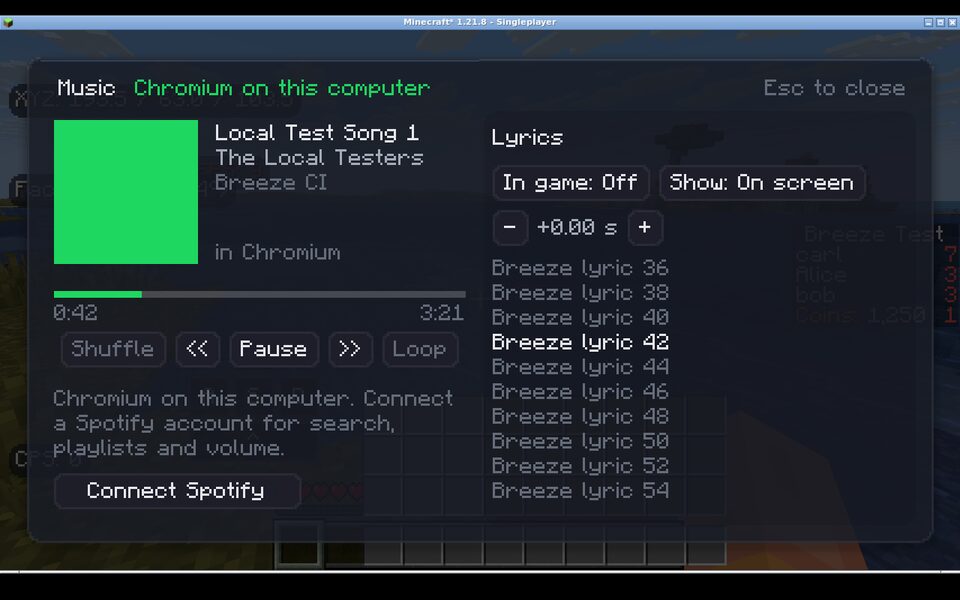 Minecraft* 1.21.8 - Singleplayer
Music Chromium on this computer
Esc to close
Local Test Song 1
The Local Testers
Breeze CI
in Chromium
0:42
3:21
Shuffle << Pause >> Loop
Chromium on this computer. Connect
a Spotify account for search,
playlists and volume.
Connect Spotify
Lyrics
In game: Off Show: On screen
- +0.00 s +
Breeze lyric 36
Breeze lyric 38
Breeze lyric 40
Breeze lyric 42
Breeze lyric 44
Breeze lyric 46
Breeze lyric 48
Breeze lyric 50
Breeze lyric 52
Breeze lyric 54
Breeze Test
carl 7
Alice 3
bob 3
Coins: 1,250 1